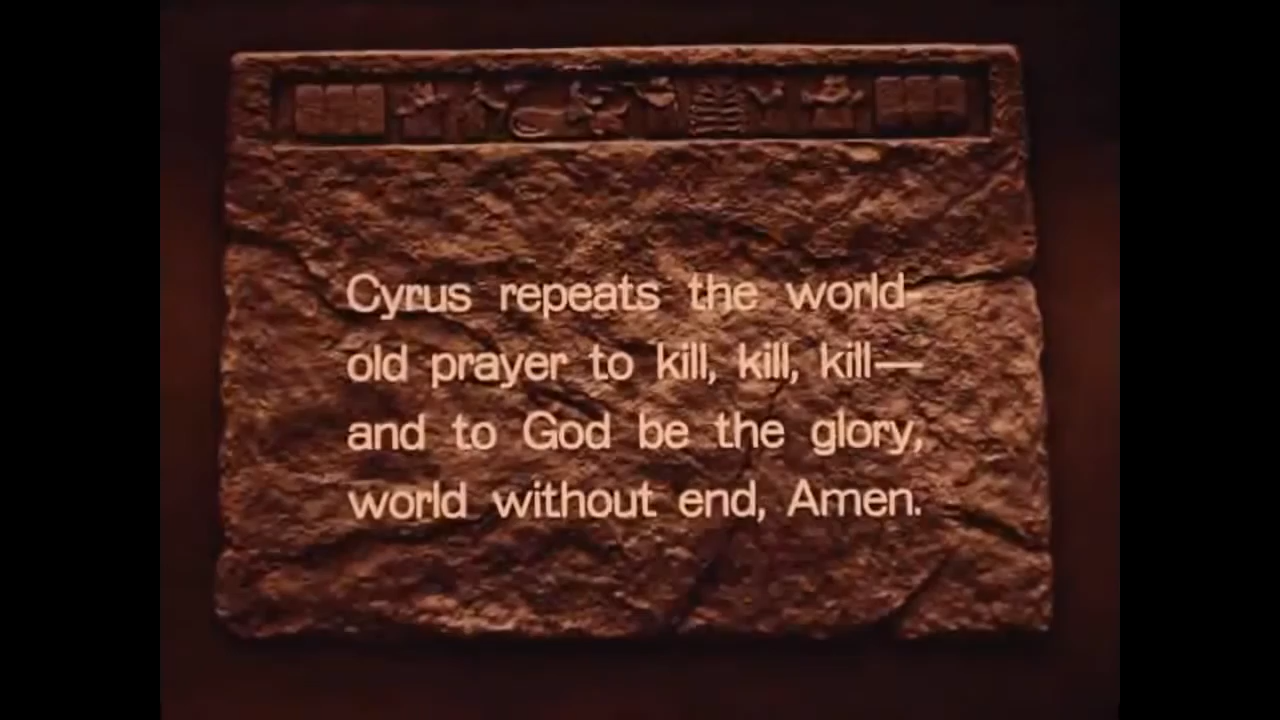 Cyrus repeats the world-
old prayer to kill, kill, kill—
and to God be the glory,
world without end, Amen.